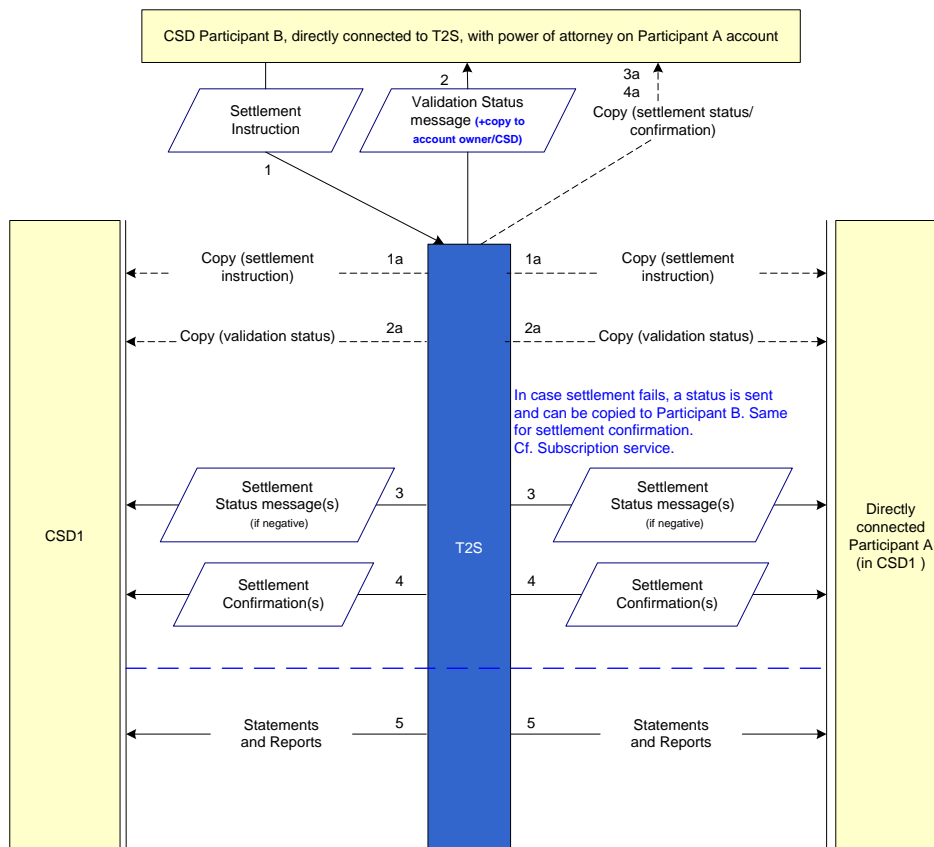 CSD Participant B, directly connected to T2S, with power of attorney on Participant A account
Settlement
Instruction
1
2
Validation Status
message (+copy to
account owner/CSD)
3a
4a
Copy (settlement status/
confirmation)
Copy (settlement
instruction)
1a
1a
Copy (settlement
instruction)
Copy (validation status)
2a
2a
Copy (validation status)
In case settlement fails, a status is sent
and can be copied to Participant B. Same
for settlement confirmation.
Cf. Subscription service.
Settlement
Status message(s)
(if negative)
3
3
Settlement
Status message(s)
(if negative)
CSD1
T2S
Directly
connected
Participant A
(in CSD1 )
Settlement
Confirmation(s)
4
4
Settlement
Confirmation(s)
Statements
and Reports
5
5
Statements
and Reports